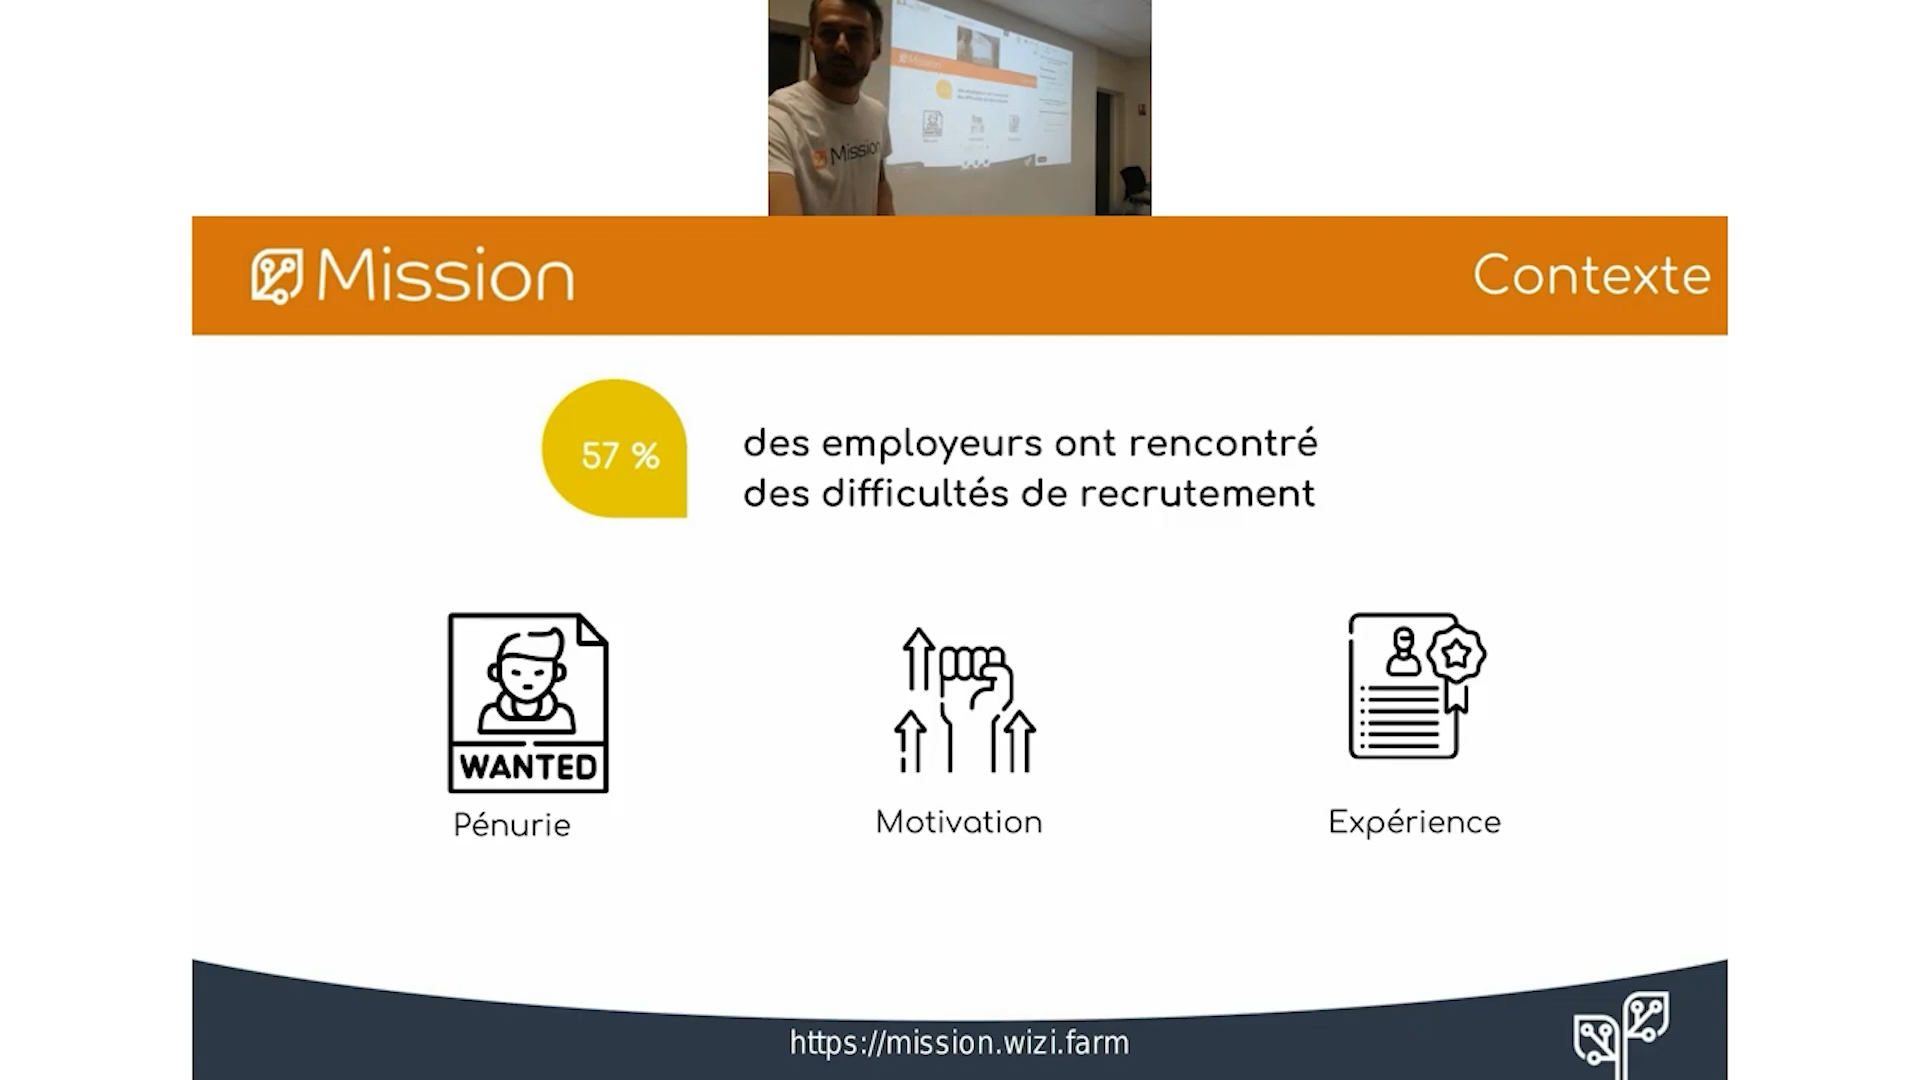 Mission
Mission
Contexte
57 %
des employeurs ont rencontré
des difficultés de recrutement
WANTED
Pénurie
Motivation
Expérience
https://mission.wizi.farm